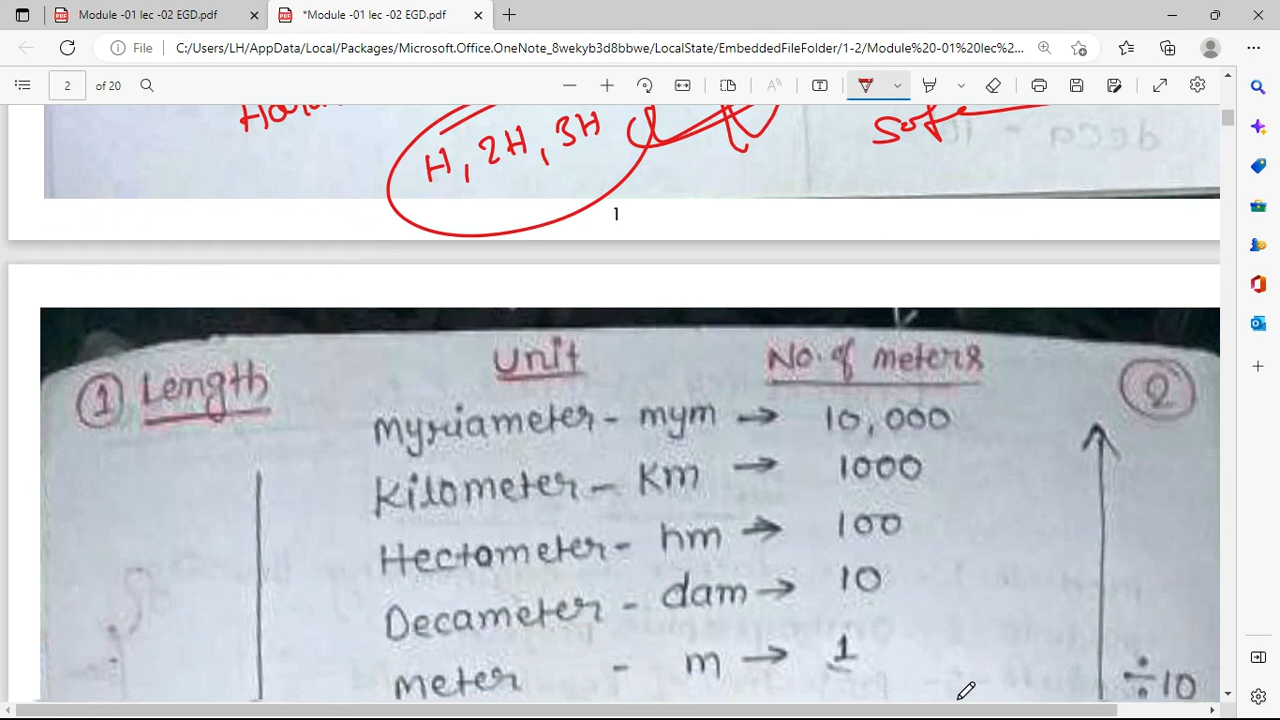 Module -01 lec -02 EGD.pdf
*Module -01 lec -02 EGD.pdf
File C:/Users/LH/AppData/Local/Packages/Microsoft.Office.OneNote_8wekyb3d8bbwe/LocalState/EmbeddedFileFolder/1-2/Module%20-01%20lec%2...
2 of 20
H, 2H, 3H
1
① Length Unit No. of meters ②
Myriameter - mym → 10,000
Kilometer - Km → 1000
Hectometer - hm → 100
Decameter - dam → 10
meter - m → 1
÷10